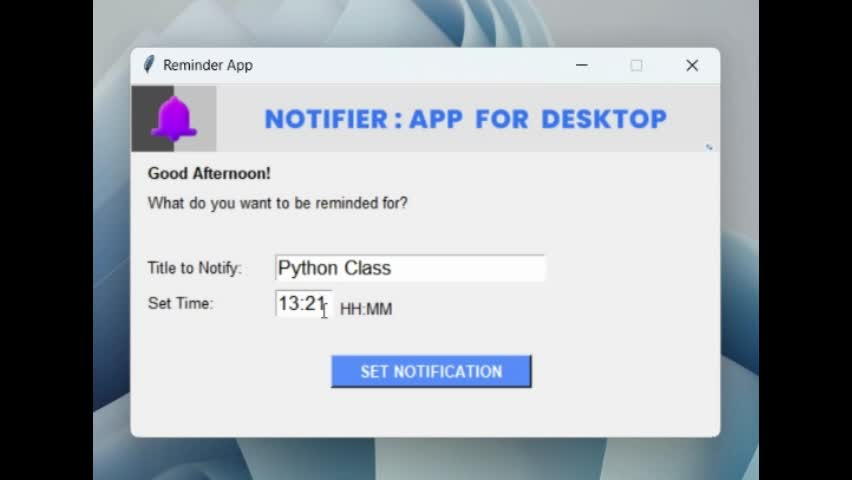 Reminder App
NOTIFIER : APP FOR DESKTOP
Good Afternoon!
What do you want to be reminded for?
Title to Notify: Python Class
Set Time: 13:21 HH:MM
SET NOTIFICATION